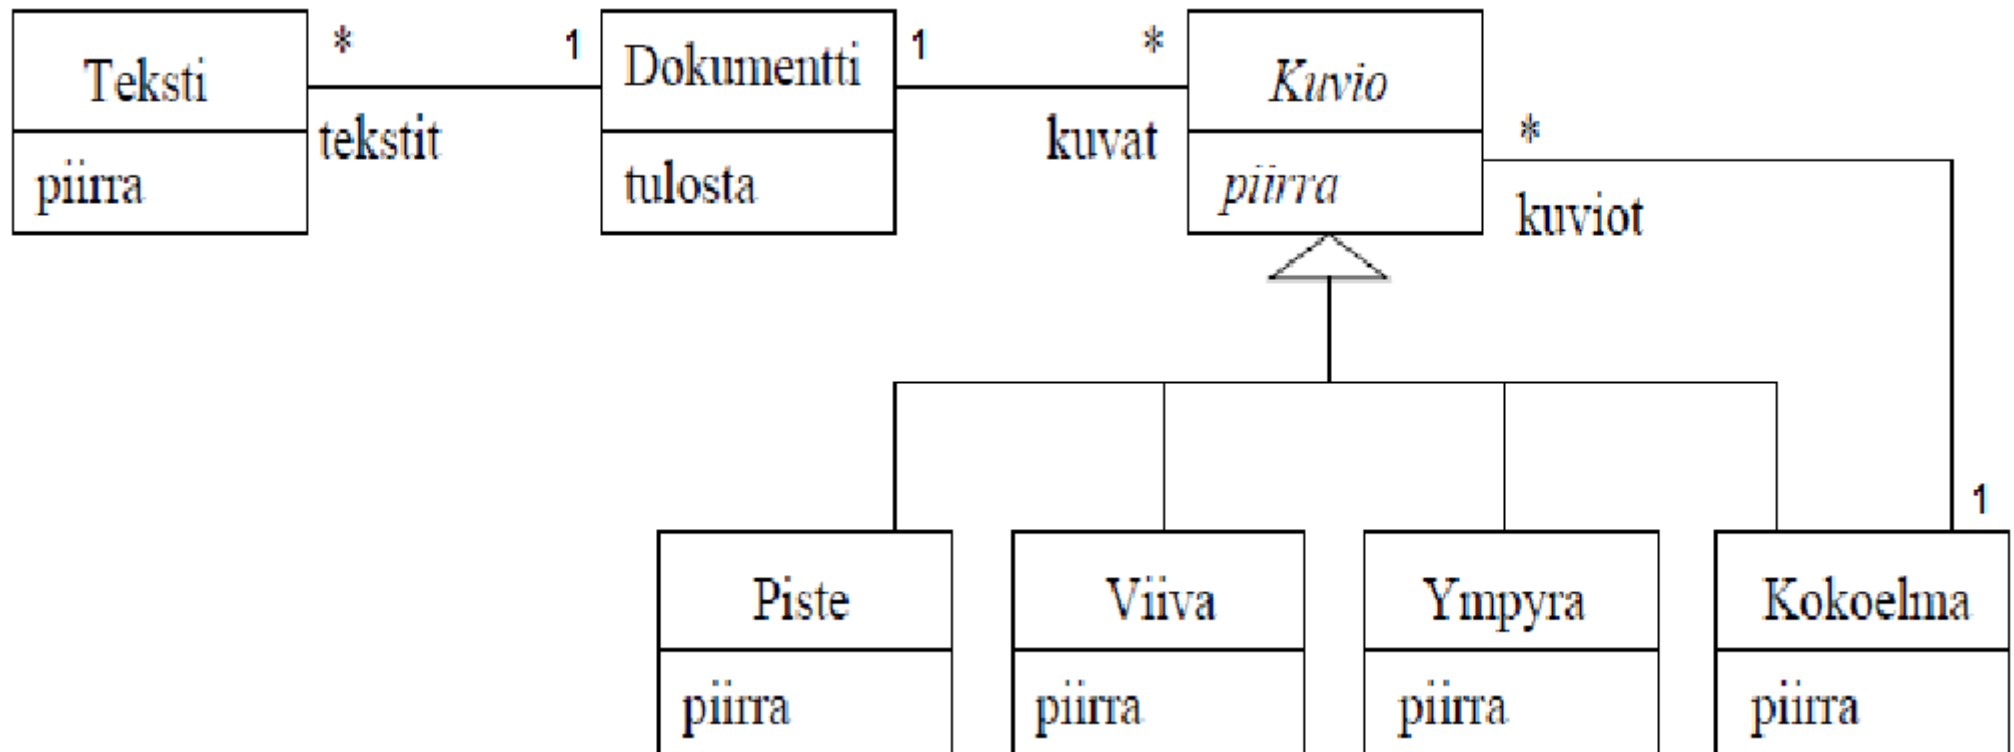 Teksti
piirra
*
tekstit
1
Dokumentti
tulosta
1
*
kuvat
Kuvio
piirra
*
kuviot
1
Piste
piirra
Viiva
piirra
Ympyra
piirra
Kokoelma
piirra